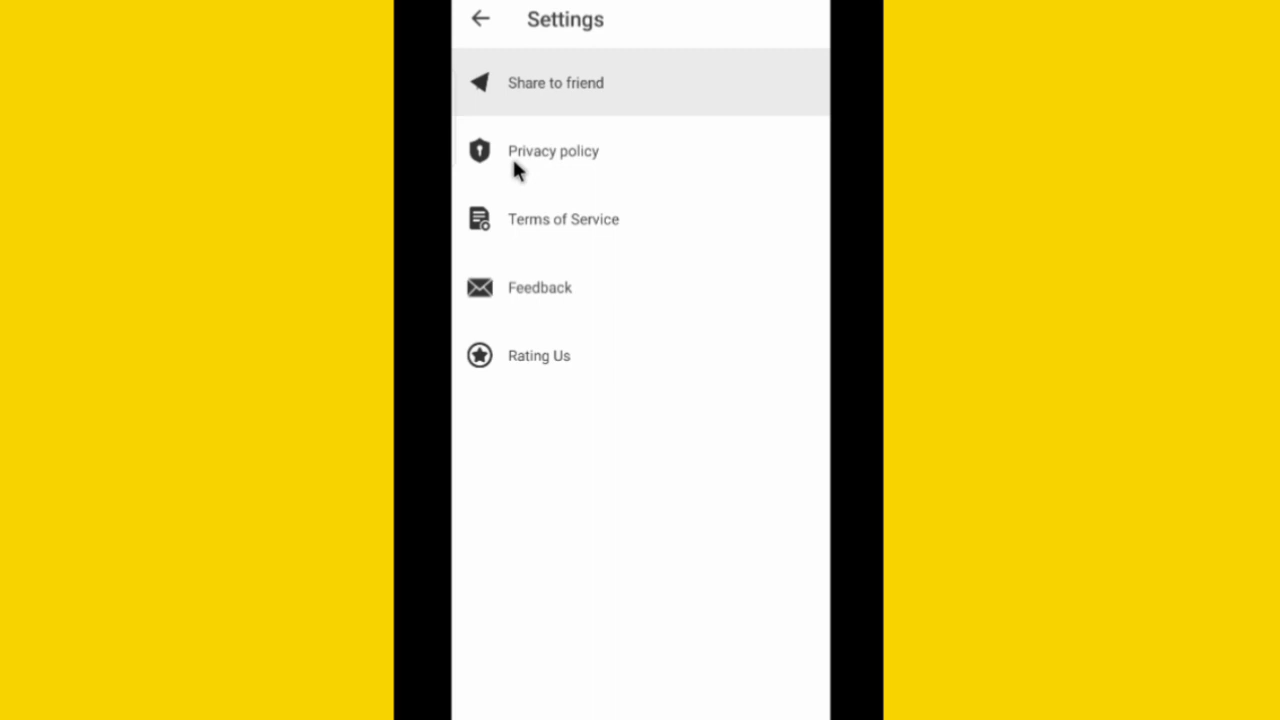 Settings
Share to friend
Privacy policy
Terms of Service
Feedback
Rating Us